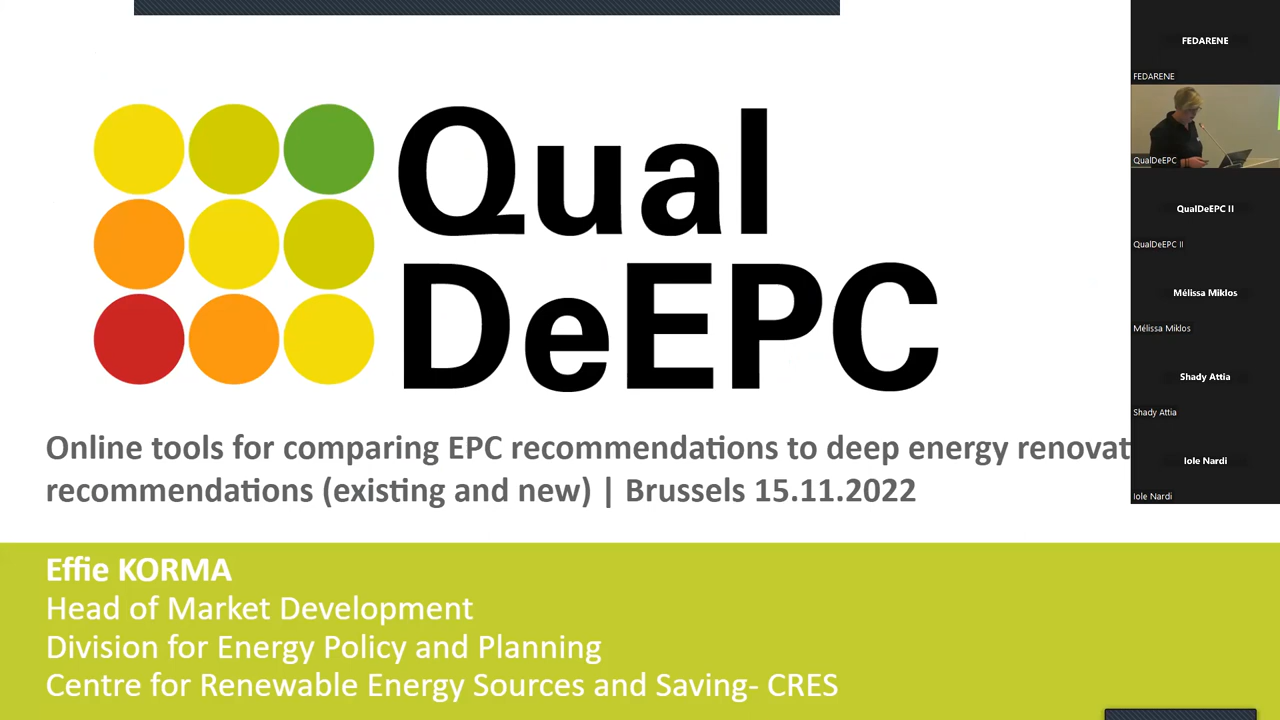 Qual
DeEPC
Online tools for comparing EPC recommendations to deep energy renovat
recommendations (existing and new) | Brussels 15.11.2022
Effie KORMA
Head of Market Development
Division for Energy Policy and Planning
Centre for Renewable Energy Sources and Saving- CRES
FEDARENE
FEDARENE
QualDeEPC
QualDeEPC II
QualDeEPC II
Mélissa Miklos
Mélissa Miklos
Shady Attia
Shady Attia
Iole Nardi
Iole Nardi